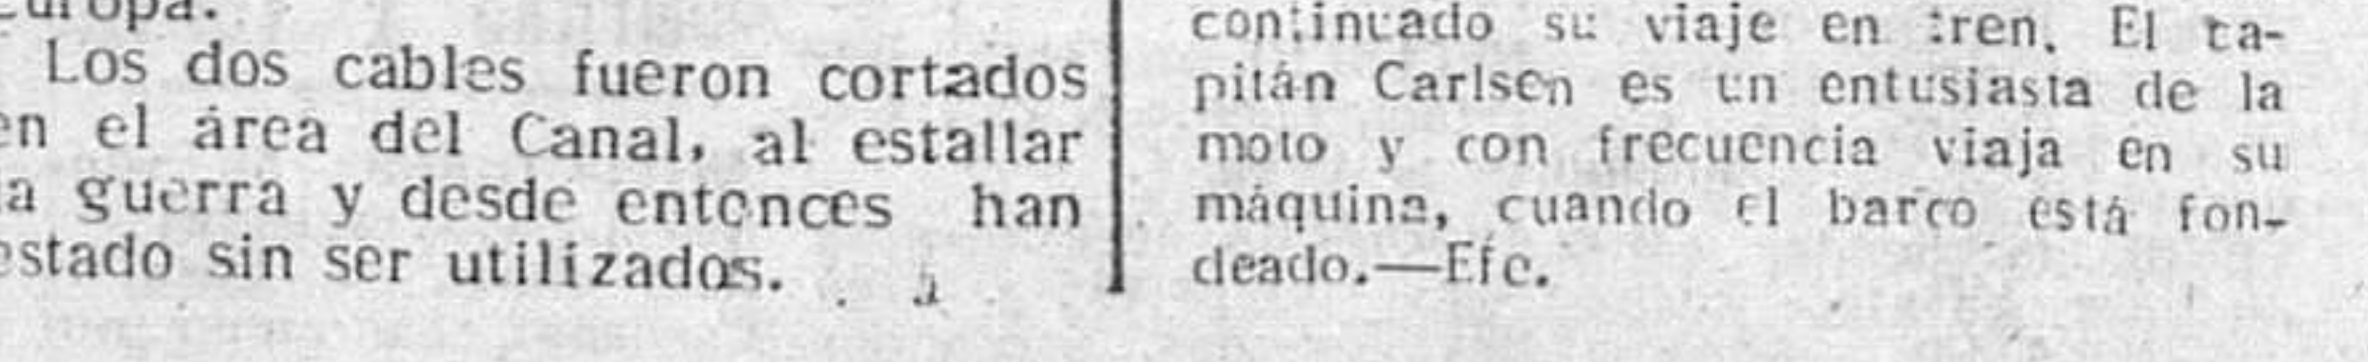 Europa.
Los dos cables fueron cortados
en el área del Canal, al estallar
la guerra y desde entonces han
estado sin ser utilizados.
continuado su viaje en tren. El ca-
pitán Carlsen es un entusiasta de la
moto y con frecuencia viaja en su
máquina, cuando el barco está fon-
deado.—Efe.